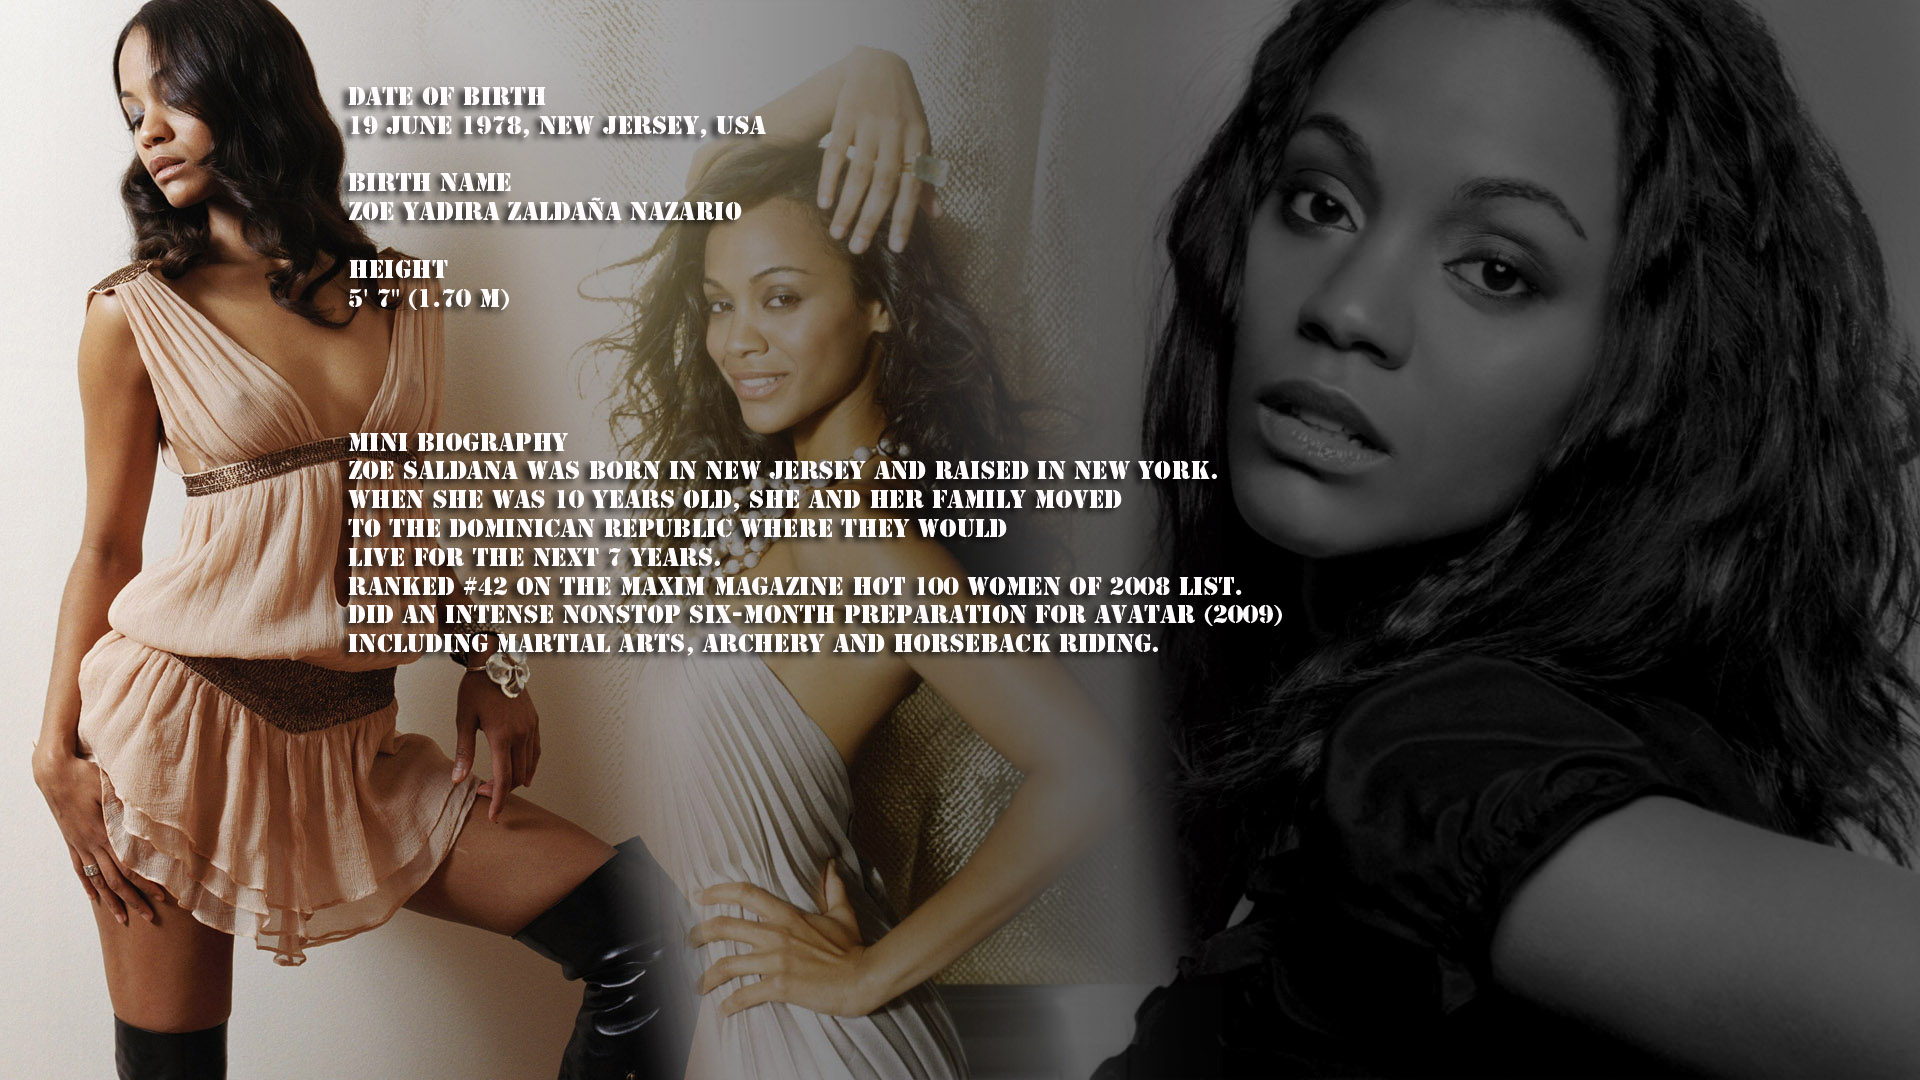 DATE OF BIRTH
19 JUNE 1978, NEW JERSEY, USA
BIRTH NAME
ZOE YADIRA ZALDAÑA NAZARIO
HEIGHT
5' 7" (1.70 M)
MINI BIOGRAPHY
ZOE SALDANA WAS BORN IN NEW JERSEY AND RAISED IN NEW YORK.
WHEN SHE WAS 10 YEARS OLD, SHE AND HER FAMILY MOVED
TO THE DOMINICAN REPUBLIC WHERE THEY WOULD
LIVE FOR THE NEXT 7 YEARS.
RANKED #42 ON THE MAXIM MAGAZINE HOT 100 WOMEN OF 2008 LIST.
DID AN INTENSE NONSTOP SIX-MONTH PREPARATION FOR AVATAR (2009)
INCLUDING MARTIAL ARTS, ARCHERY AND HORSEBACK RIDING.